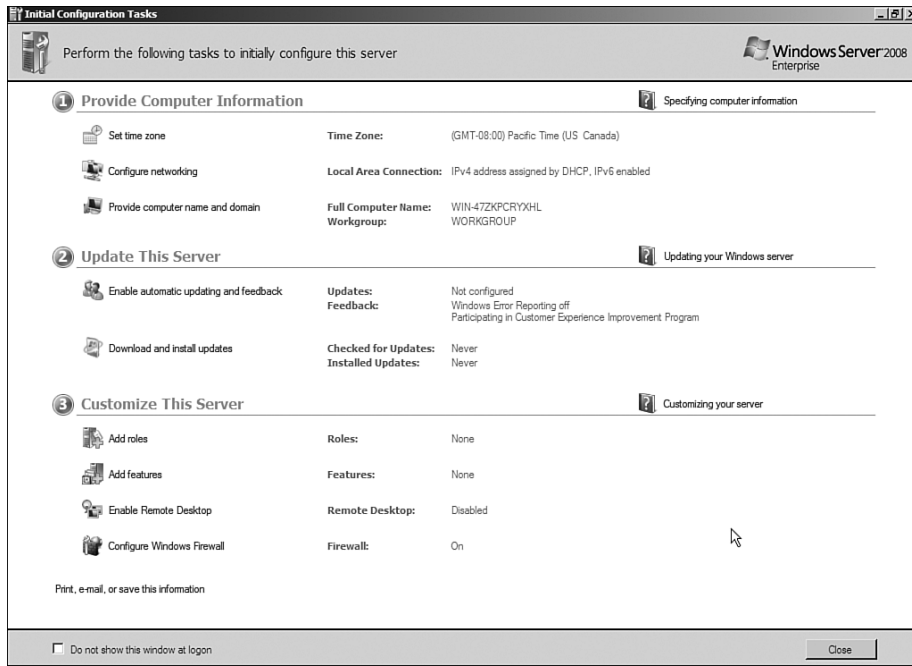 Initial Configuration Tasks
Perform the following tasks to initially configure this server
Windows Server 2008
Enterprise
1 Provide Computer Information
Specifying computer information
Set time zone
Time Zone: (GMT-08:00) Pacific Time (US Canada)
Configure networking
Local Area Connection: IPv4 address assigned by DHCP, IPv6 enabled
Provide computer name and domain
Full Computer Name: WIN-47ZKPCRYXHL
Workgroup: WORKGROUP
2 Update This Server
Updating your Windows server
Enable automatic updating and feedback
Updates: Not configured
Feedback: Windows Error Reporting off
Participating in Customer Experience Improvement Program
Download and install updates
Checked for Updates: Never
Installed Updates: Never
3 Customize This Server
Customizing your server
Add roles
Roles: None
Add features
Features: None
Enable Remote Desktop
Remote Desktop: Disabled
Configure Windows Firewall
Firewall: On
Print, e-mail, or save this information
Do not show this window at logon
Close